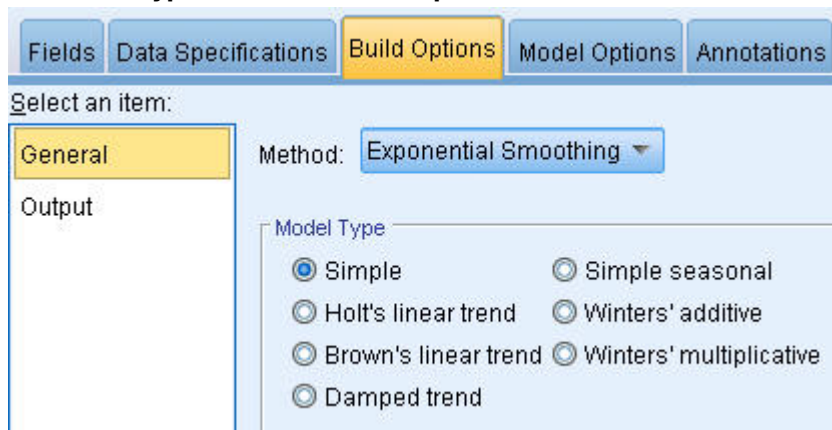 Fields Data Specifications Build Options Model Options Annotations
Select an item:
General
Output
Method: Exponential Smoothing
Model Type
Simple
Simple seasonal
Holt's linear trend
Winters' additive
Brown's linear trend
Winters' multiplicative
Damped trend